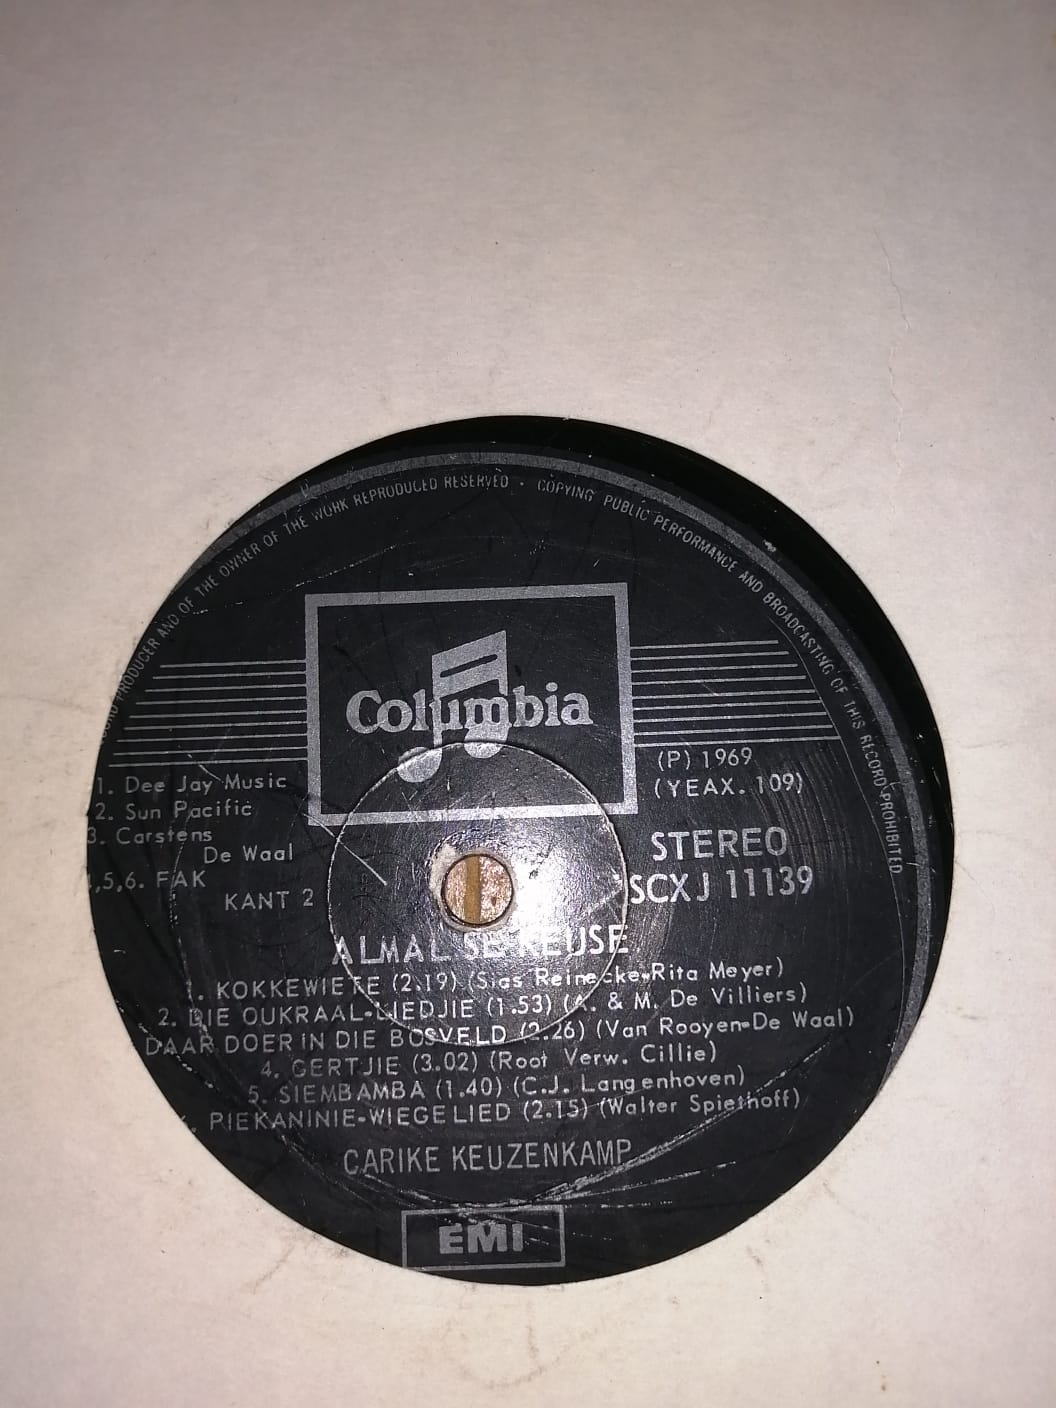 PRODUCER AND OF THE OWNER OF THE WORK REPRODUCED RESERVED · COPYING PUBLIC PERFORMANCE AND BROADCASTING OF THIS RECORD PROHIBITED
Columbia
(P) 1969
(YEAX. 109)
STEREO
SCXJ 11139
1. Dee Jay Music
2. Sun Pacific
3. Carstens
De Waal
,5,6. FAK
KANT 2
ALMAL SE KEUSE
1. KOKKEWIETE (2.19) (Sias Reinecke-Rita Meyer)
2. DIE OUKRAAL-LIEDJIE (1.53) (A. & M. De Villiers)
DAAR DOER IN DIE BOSVELD (2.26) (Van Rooyen-De Waal)
4. GERTJIE (3.02) (Root Verw. Cillie)
5. SIEMBAMBA (1.40) (C.J. Langenhoven)
PIEKANINIE-WIEGELIED (2.15) (Walter Spiethoff)
CARIKE KEUZENKAMP
EMI